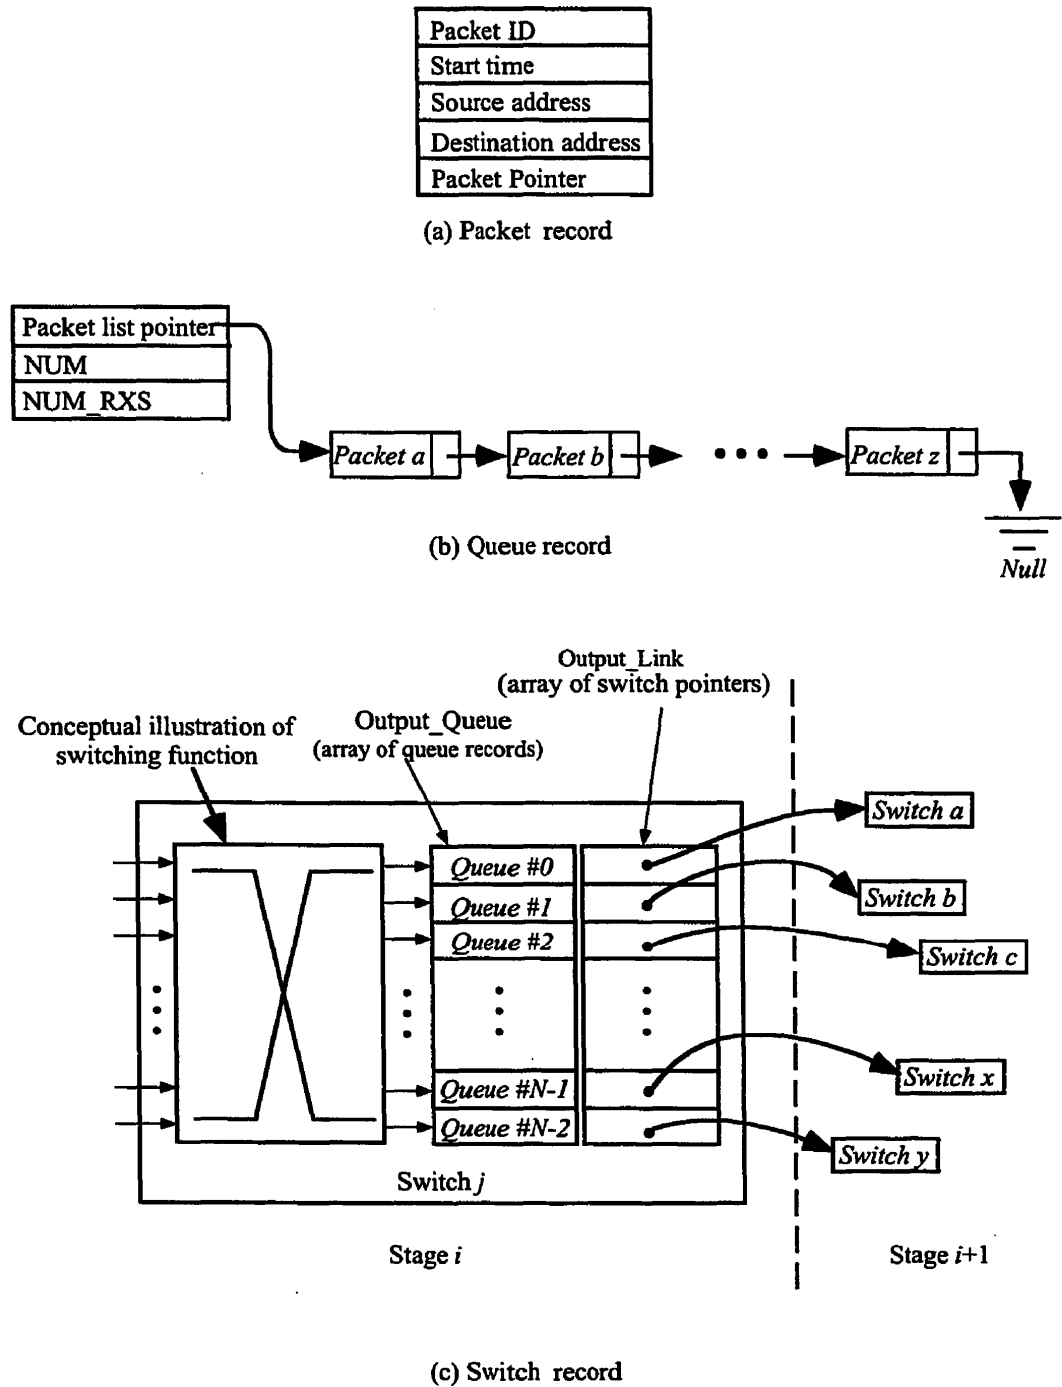 Packet ID
Start time
Source address
Destination address
Packet Pointer
(a) Packet record
Packet list pointer
NUM
NUM_RXS
Packet a
Packet b
Packet z
Null
(b) Queue record
Output_Link
(array of switch pointers)
Conceptual illustration of
switching function
Output_Queue
(array of queue records)
Switch a
Queue #0
Queue #1
Switch b
Queue #2
Switch c
Queue #N-1
Switch x
Queue #N-2
Switch y
Switch j
Stage i
Stage i+1
(c) Switch record